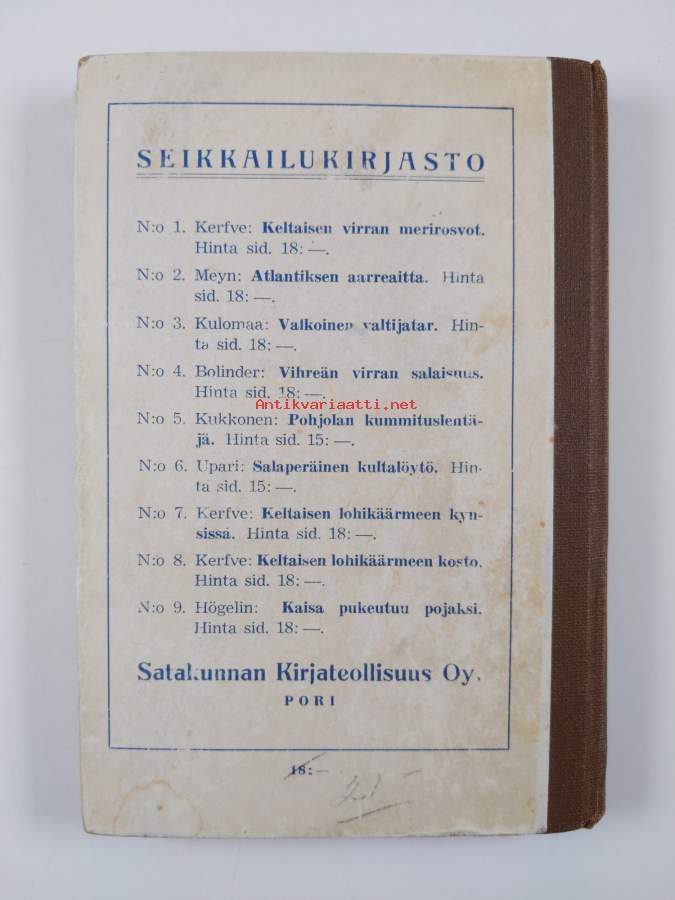 SEIKKAILUKIRJASTO
N:o 1. Kerfve: Keltaisen virran merirosvot.
Hinta sid. 18: —.
N:o 2. Meyn: Atlantiksen aarreaitta. Hinta
sid. 18: —.
N:o 3. Kulomaa: Valkoinen valtijatar. Hin-
ta sid. 18: —.
N:o 4. Bolinder: Vihreän virran salaisuus.
Hinta sid. 18: —.
Antikvariaatti.net
N:o 5. Kukkonen: Pohjolan kummituslentä-
jä. Hinta sid. 15: —.
N:o 6. Upari: Salaperäinen kultalöytö. Hin-
ta sid. 15: —.
N:o 7. Kerfve: Keltaisen lohikäärmeen kyn-
sissä. Hinta sid. 18: —.
N:o 8. Kerfve: Keltaisen lohikäärmeen kosto.
Hinta sid. 18: —.
N:o 9. Högelin: Kaisa pukeutuu pojaksi.
Hinta sid. 18: —.
Satakunnan Kirjateollisuus Oy.
PORI
18: —